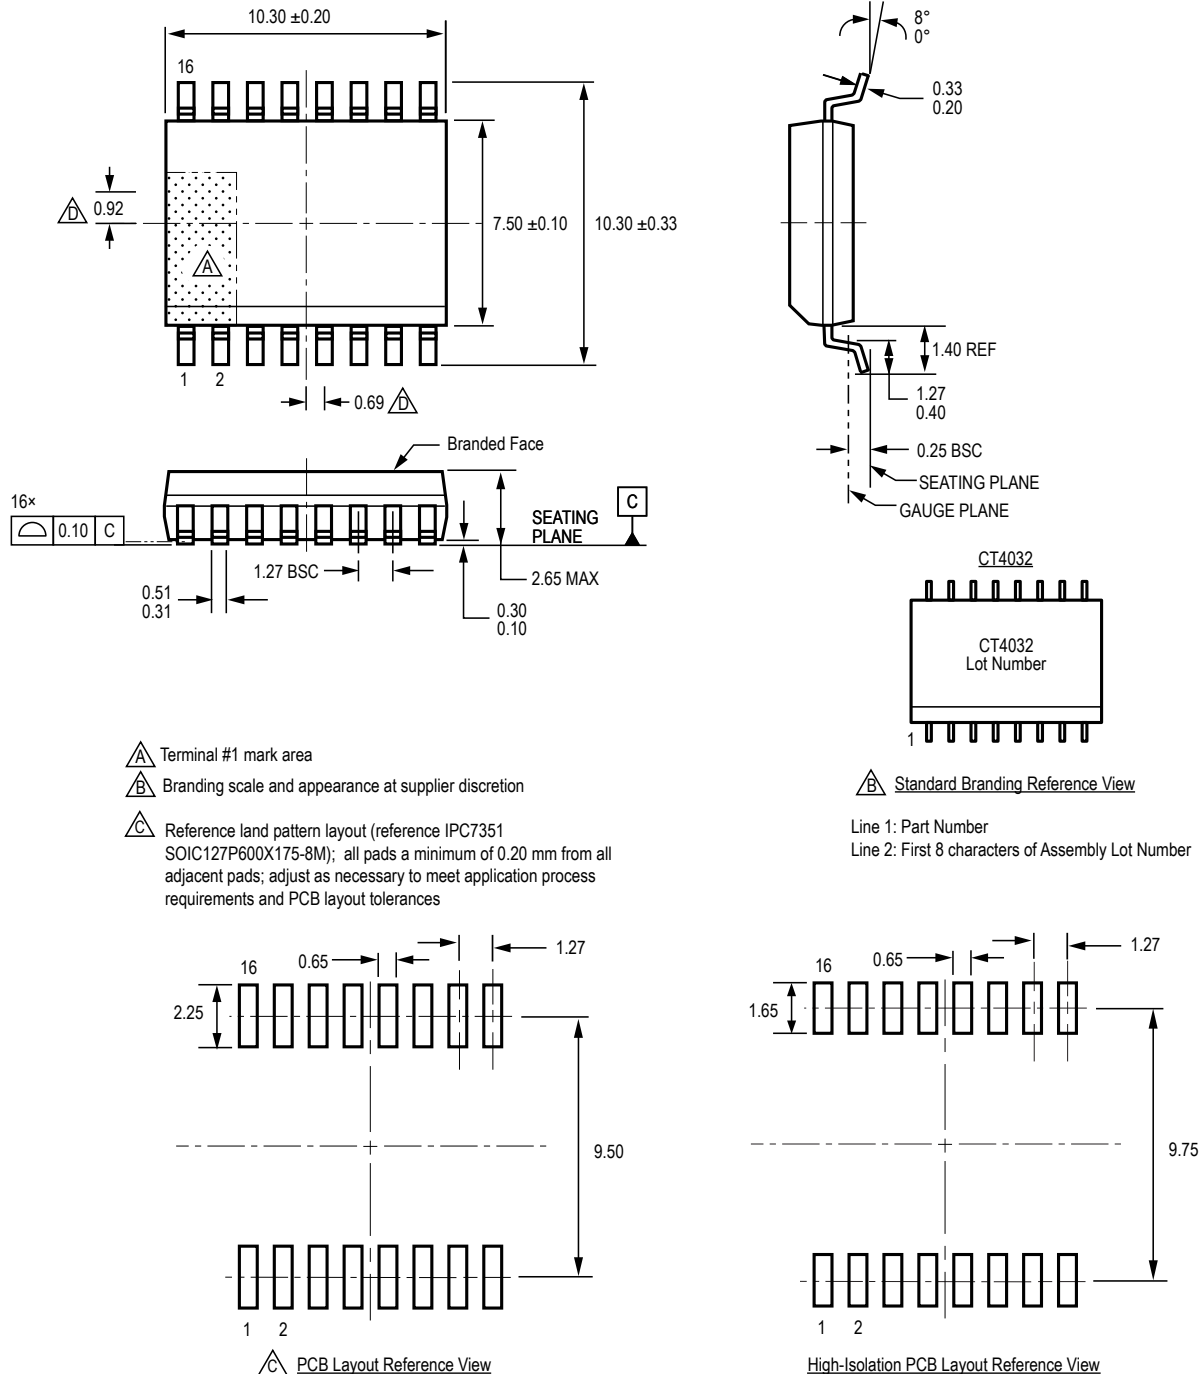 10.30 ±0.20
16
D
0.92
A
7.50 ±0.10
10.30 ±0.33
1 2
0.69 D
8°
0°
0.33
0.20
1.40 REF
1.27
0.40
0.25 BSC
SEATING PLANE
GAUGE PLANE
Branded Face
16×
0.10 C
SEATING
PLANE
C
1.27 BSC
2.65 MAX
0.51
0.31
0.30
0.10
CT4032
CT4032
Lot Number
1
B Standard Branding Reference View
Line 1: Part Number
Line 2: First 8 characters of Assembly Lot Number
A Terminal #1 mark area
B Branding scale and appearance at supplier discretion
C Reference land pattern layout (reference IPC7351
SOIC127P600X175-8M); all pads a minimum of 0.20 mm from all
adjacent pads; adjust as necessary to meet application process
requirements and PCB layout tolerances
16
0.65
1.27
2.25
9.50
1 2
C PCB Layout Reference View
16
0.65
1.27
1.65
9.75
1 2
High-Isolation PCB Layout Reference View